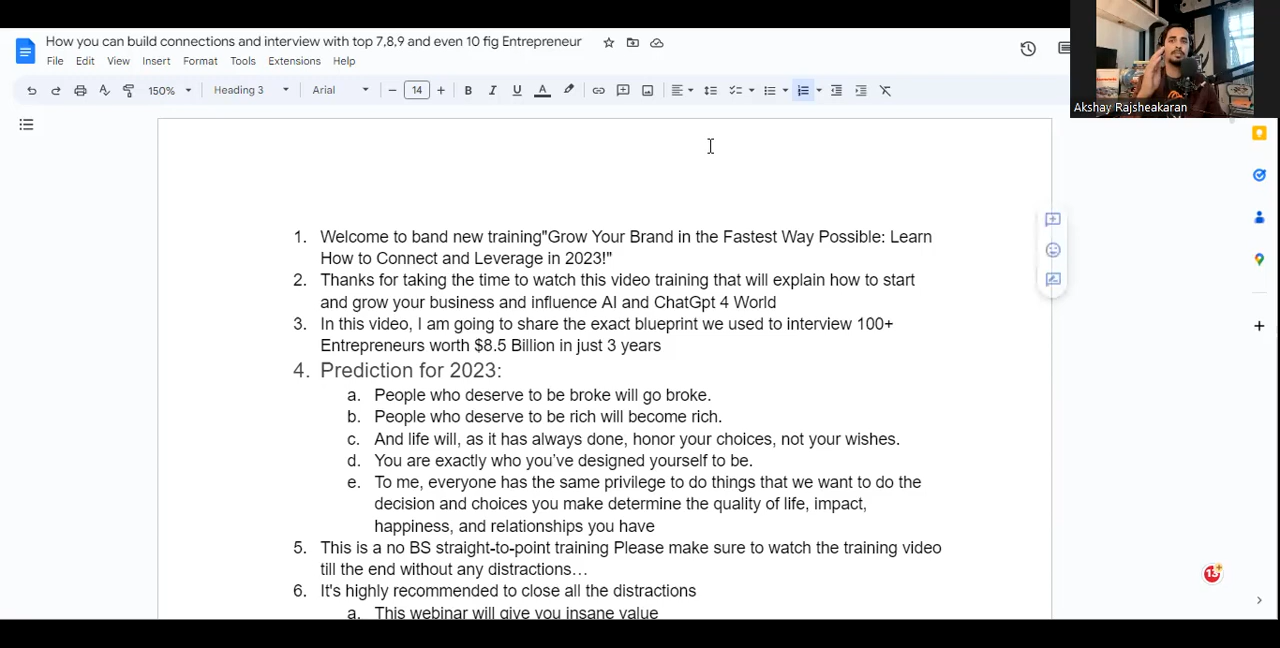 How you can build connections and interview with top 7,8,9 and even 10 fig Entrepreneur
File Edit View Insert Format Tools Extensions Help
150% Heading 3 Arial 14
Akshay Rajsheakaran
1. Welcome to band new training"Grow Your Brand in the Fastest Way Possible: Learn
How to Connect and Leverage in 2023!"
2. Thanks for taking the time to watch this video training that will explain how to start
and grow your business and influence AI and ChatGpt 4 World
3. In this video, I am going to share the exact blueprint we used to interview 100+
Entrepreneurs worth $8.5 Billion in just 3 years
4. Prediction for 2023:
a. People who deserve to be broke will go broke.
b. People who deserve to be rich will become rich.
c. And life will, as it has always done, honor your choices, not your wishes.
d. You are exactly who you've designed yourself to be.
e. To me, everyone has the same privilege to do things that we want to do the
decision and choices you make determine the quality of life, impact,
happiness, and relationships you have
5. This is a no BS straight-to-point training Please make sure to watch the training video
till the end without any distractions…
6. It's highly recommended to close all the distractions
a. This webinar will give you insane value
13